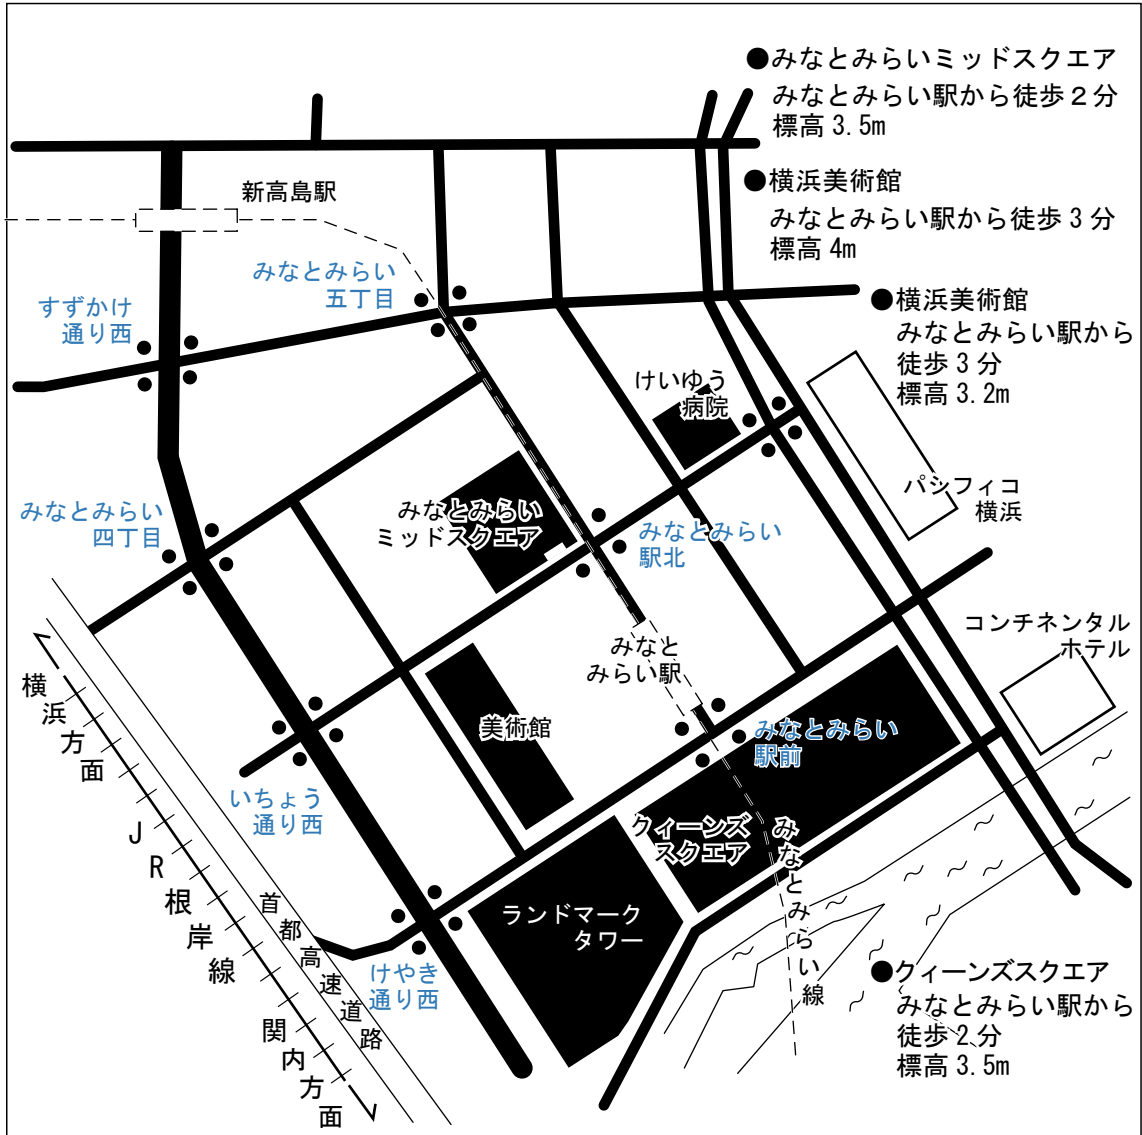 ●みなとみらいミッドスクエア
みなとみらい駅から徒歩２分
標高 3.5m
●横浜美術館
みなとみらい駅から徒歩 3 分
標高 4m
●横浜美術館
みなとみらい駅から
徒歩 3 分
標高 3.2m
新高島駅
みなとみらい
五丁目
すずかけ
通り西
けいゆう
病院
パシフィコ
横浜
みなとみらい
四丁目
みなとみらい
ミッドスクエア
みなとみらい
駅北
コンチネンタル
ホテル
みなと
みらい駅
美術館
みなとみらい
駅前
いちょう
通り西
クィーンズ
スクエア
みなとみらい線
ランドマーク
タワー
けやき
通り西
横浜方面
ＪＲ根岸線
関内方面
首都高速道路
●クィーンズスクエア
みなとみらい駅から
徒歩 2 分
標高 3.5m